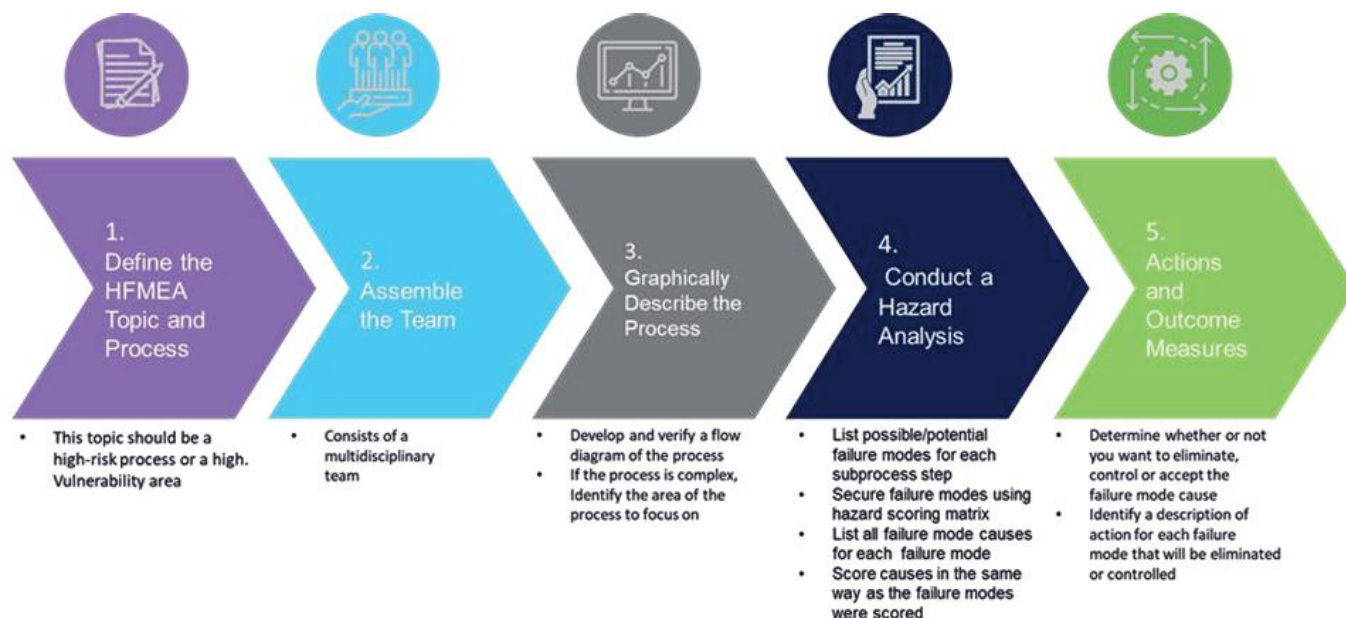 1.
Define the
HFMEA
Topic and
Process
2.
Assemble
the Team
3.
Graphically
Describe the
Process
4.
Conduct a
Hazard
Analysis
5.
Actions
and
Outcome
Measures
• This topic should be a
high-risk process or a high.
Vulnerability area
• Consists of a
multidisciplinary
team
• Develop and verify a flow
diagram of the process
• If the process is complex,
Identify the area of the
process to focus on
• List possible/potential
failure modes for each
subprocess step
• Secure failure modes using
hazard scoring matrix
• List all failure mode causes
for each failure mode
• Score causes in the same
way as the failure modes
were scored
• Determine whether or not
you want to eliminate,
control or accept the
failure mode cause
• Identify a description of
action for each failure
mode that will be eliminated
or controlled